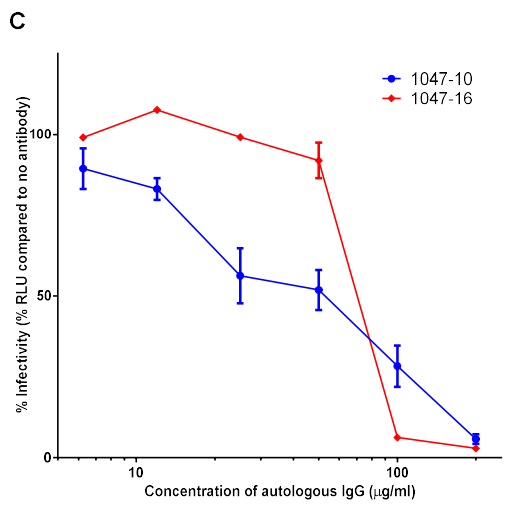 C
1047-10
1047-16
% Infectivity (% RLU compared to no antibody)
100
50
0
10
100
Concentration of autologous IgG (μg/ml)